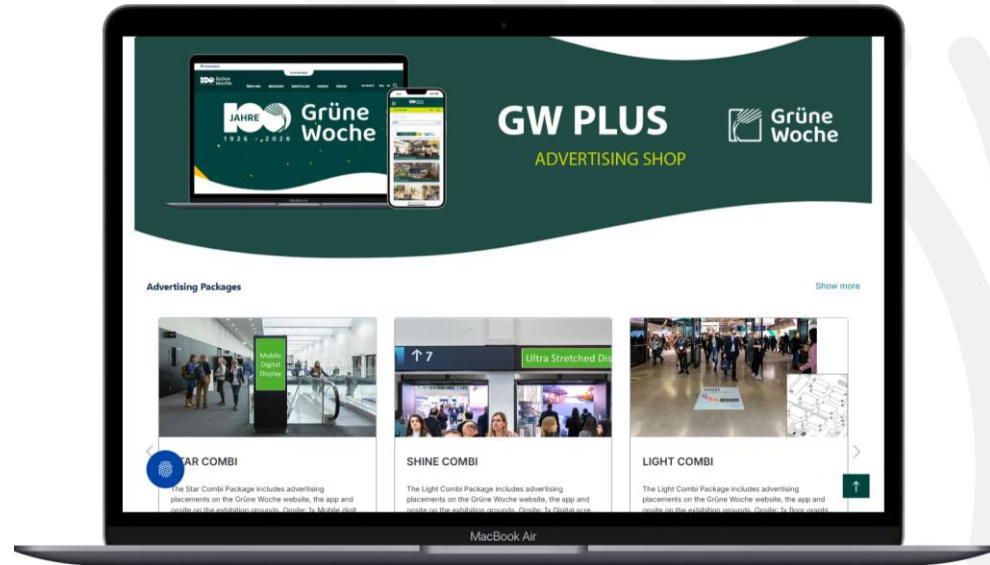 JAHRE
100
1926 - 2026
Grüne
Woche
GW PLUS
ADVERTISING SHOP
Grüne
Woche
Advertising Packages
Show more
Mobile
Digital
Display
↑ 7
Ultra Stretched Dis
STAR COMBI
The Star Combi Package includes advertising
placements on the Grüne Woche website, the app and
onsite on the exhibition grounds. Onsite: 1x Mobile digit
SHINE COMBI
The Light Combi Package includes advertising
placements on the Grüne Woche website, the app and
onsite on the exhibition grounds. Onsite: 1x Digital scre
LIGHT COMBI
The Light Combi Package includes advertising
placements on the Grüne Woche website, the app and
onsite on the exhibition grounds. Onsite: 1x floor graphi
↑
MacBook Air